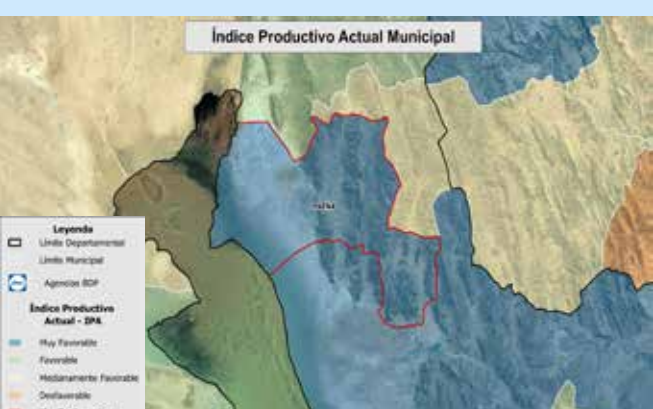 Índice Productivo Actual Municipal
Leyenda
Límite Departamental
Límite Municipal
Agencias BDP
Índice Productivo
Actual - IPA
Muy Favorable
Favorable
Medianamente Favorable
Desfavorable